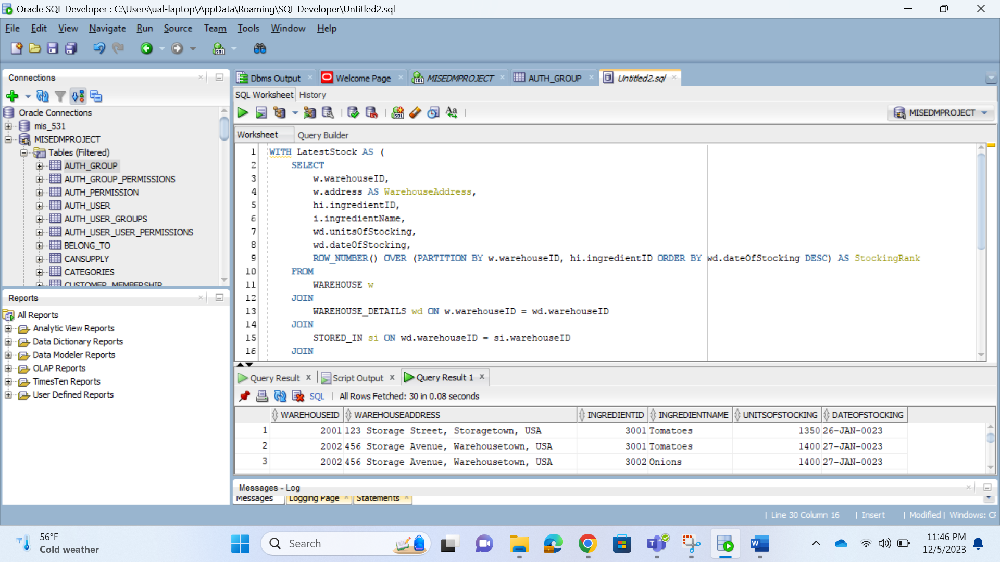 Oracle SQL Developer : C:\Users\ual-laptop\AppData\Roaming\SQL Developer\Untitled2.sql
File Edit View Navigate Run Source Team Tools Window Help
Connections
Oracle Connections
mis_531
MISEDMPROJECT
Tables (Filtered)
AUTH_GROUP
AUTH_GROUP_PERMISSIONS
AUTH_PERMISSION
AUTH_USER
AUTH_USER_GROUPS
AUTH_USER_USER_PERMISSIONS
BELONG_TO
CANSUPPLY
CATEGORIES
CUSTOMER_MEMBERSHIP
Reports
All Reports
Analytic View Reports
Data Dictionary Reports
Data Modeler Reports
OLAP Reports
TimesTen Reports
User Defined Reports
Dbms Output Welcome Page MISEDMPROJECT AUTH_GROUP Untitled2.sql
SQL Worksheet History
MISEDMPROJECT
Worksheet Query Builder
1 WITH LatestStock AS (
2 SELECT
3 w.warehouseID,
4 w.address AS WarehouseAddress,
5 hi.ingredientID,
6 i.ingredientName,
7 wd.unitsOfStocking,
8 wd.dateOfStocking,
9 ROW_NUMBER() OVER (PARTITION BY w.warehouseID, hi.ingredientID ORDER BY wd.dateOfStocking DESC) AS StockingRank
10 FROM
11 WAREHOUSE w
12 JOIN
13 WAREHOUSE_DETAILS wd ON w.warehouseID = wd.warehouseID
14 JOIN
15 STORED_IN si ON wd.warehouseID = si.warehouseID
16 JOIN
Query Result Script Output Query Result 1
SQL All Rows Fetched: 30 in 0.08 seconds
WAREHOUSEID WAREHOUSEADDRESS INGREDIENTID INGREDIENTNAME UNITSOFSTOCKING DATEOFSTOCKING
1 2001 123 Storage Street, Storagetown, USA 3001 Tomatoes 1350 26-JAN-0023
2 2002 456 Storage Avenue, Warehousetown, USA 3001 Tomatoes 1400 27-JAN-0023
3 2002 456 Storage Avenue, Warehousetown, USA 3002 Onions 1400 27-JAN-0023
Messages - Log
Messages Logging Page Statements
| Line 30 Column 16 | Insert | Modified | Windows: CF
56°F
Cold weather
Search
11:46 PM
12/5/2023